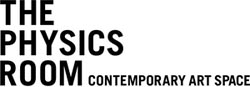 THE
PHYSICS
ROOM CONTEMPORARY ART SPACE